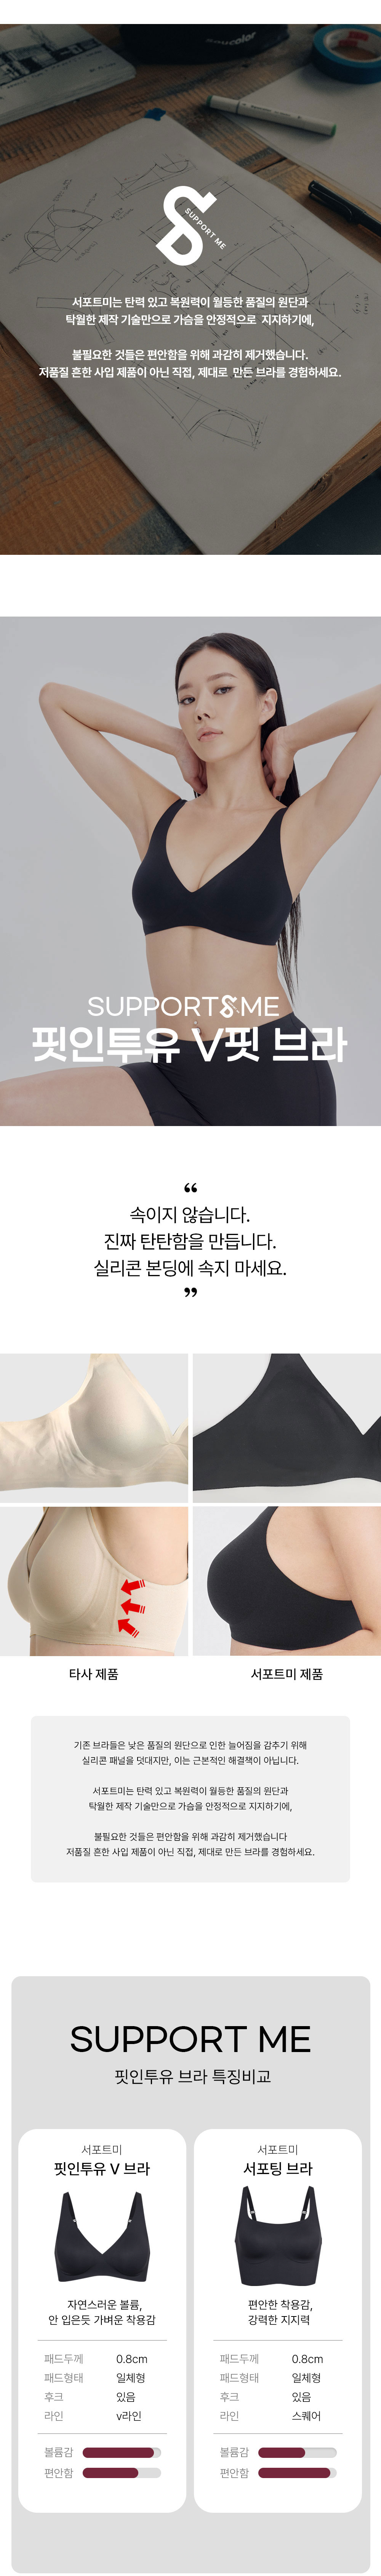 SUPPORT ME
서포트미는 탄력 있고 복원력이 월등한 품질의 원단과
탁월한 제작 기술만으로 가슴을 안정적으로 지지하기에,
불필요한 것들은 편안함을 위해 과감히 제거했습니다.
저품질 흔한 사입 제품이 아닌 직접, 제대로 만든 브라를 경험하세요.
SUPPORT ME
핏인투유 V핏 브라
“
속이지 않습니다.
진짜 탄탄함을 만듭니다.
실리콘 본딩에 속지 마세요.
”
타사 제품
서포트미 제품
기존 브라들은 낮은 품질의 원단으로 인한 늘어짐을 감추기 위해
실리콘 패널을 덧대지만, 이는 근본적인 해결책이 아닙니다.
서포트미는 탄력 있고 복원력이 월등한 품질의 원단과
탁월한 제작 기술만으로 가슴을 안정적으로 지지하기에,
불필요한 것들은 편안함을 위해 과감히 제거했습니다
저품질 흔한 사입 제품이 아닌 직접, 제대로 만든 브라를 경험하세요.
SUPPORT ME
핏인투유 브라 특징비교
서포트미
핏인투유 V 브라
자연스러운 볼륨,
안 입은듯 가벼운 착용감
패드두께 0.8cm
패드형태 일체형
후크 있음
라인 v라인
볼륨감
편안함
서포트미
서포팅 브라
편안한 착용감,
강력한 지지력
패드두께 0.8cm
패드형태 일체형
후크 있음
라인 스퀘어
볼륨감
편안함